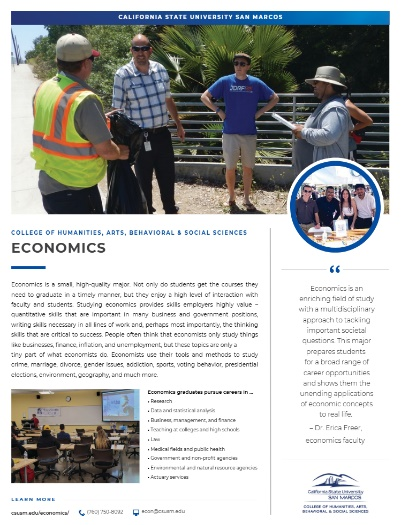 CALIFORNIA STATE UNIVERSITY SAN MARCOS
COLLEGE OF HUMANITIES, ARTS, BEHAVIORAL & SOCIAL SCIENCES
ECONOMICS
Economics is a small, high-quality major. Not only do students get the courses they
need to graduate in a timely manner, but they enjoy a high level of interaction with
faculty and students. Studying economics provides skills employers highly value –
quantitative skills that are important in many business and government positions,
writing skills necessary in all lines of work and, perhaps most importantly, the thinking
skills that are critical to success. People often think that economists only study things
like businesses, finance, inflation, and unemployment, but these topics are only a
tiny part of what economists do. Economists use their tools and methods to study
crime, marriage, divorce, gender issues, addiction, sports, voting behavior, presidential
elections, environment, geography, and much more.
Economics graduates pursue careers in ...
• Research
• Data and statistical analysis
• Business, management, and finance
• Teaching at colleges and high schools
• Law
• Medical fields and public health
• Government and non-profit agencies
• Environmental and natural resource agencies
• Actuary services
LEARN MORE
csusm.edu/economics/
(760) 750-8092
econ@csusm.edu
“
Economics is an
enriching field of study
with a multidisciplinary
approach to tackling
important societal
questions. This major
prepares students
for a broad range of
career opportunities
and shows them the
unending applications
of economic concepts
to real life.
– Dr. Erica Freer,
economics faculty
California State University
SAN MARCOS
COLLEGE OF HUMANITIES, ARTS,
BEHAVIORAL & SOCIAL SCIENCES